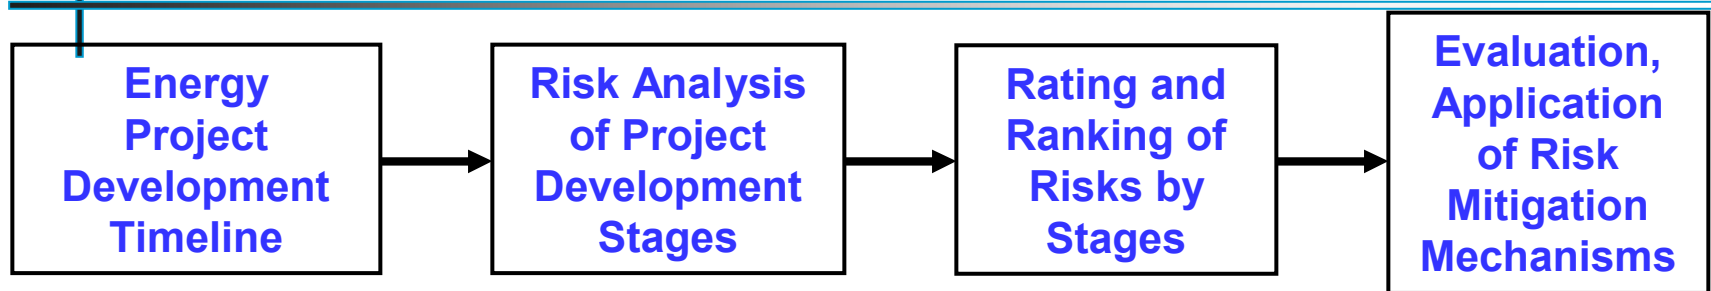 Energy
Project
Development
Timeline
Risk Analysis
of Project
Development
Stages
Rating and
Ranking of
Risks by
Stages
Evaluation,
Application
of Risk
Mitigation
Mechanisms